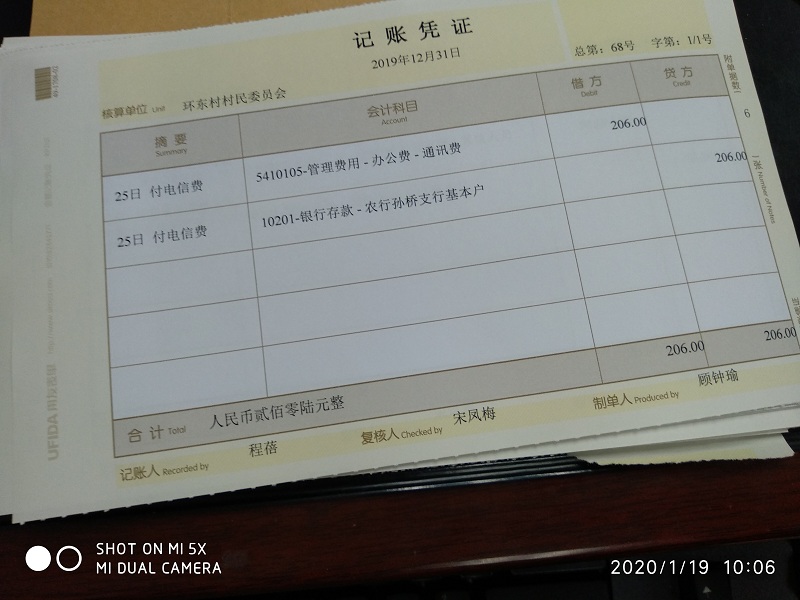 记账凭证
2019年12月31日
总第：68号 字第：1/1号
核算单位 Unit 环东村村民委员会
附单据数 6 张 Number of Notes
摘要 会计科目 借方 贷方
Summary Account Debit Credit
25日 付电信费 5410105-管理费用 - 办公费 - 通讯费 206.00
25日 付电信费 10201-银行存款 - 农行孙桥支行基本户 206.00
合计 Total 人民币贰佰零陆元整 206.00 206.00
记账人 Recorded by 程蓓 复核人 Checked by 宋凤梅 制单人 Produced by 顾钟瑜
UFIDA 用友表单
SHOT ON MI 5X
MI DUAL CAMERA
2020/1/19 10:06